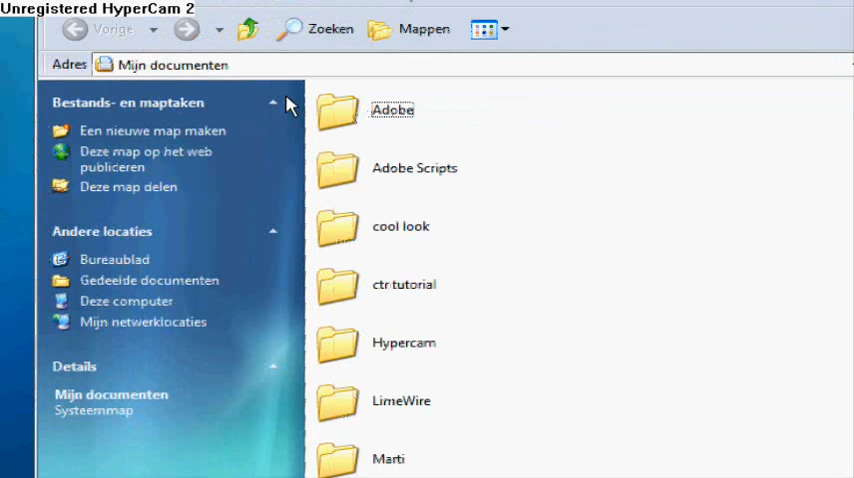 Unregistered HyperCam 2
Vorige
Zoeken
Mappen
Adres
Mijn documenten
Bestands- en maptaken
Een nieuwe map maken
Deze map op het web
publiceren
Deze map delen
Andere locaties
Bureaublad
Gedeelde documenten
Deze computer
Mijn netwerklocaties
Details
Mijn documenten
Systeemmap
Adobe
Adobe Scripts
cool look
ctr tutorial
Hypercam
LimeWire
Marti